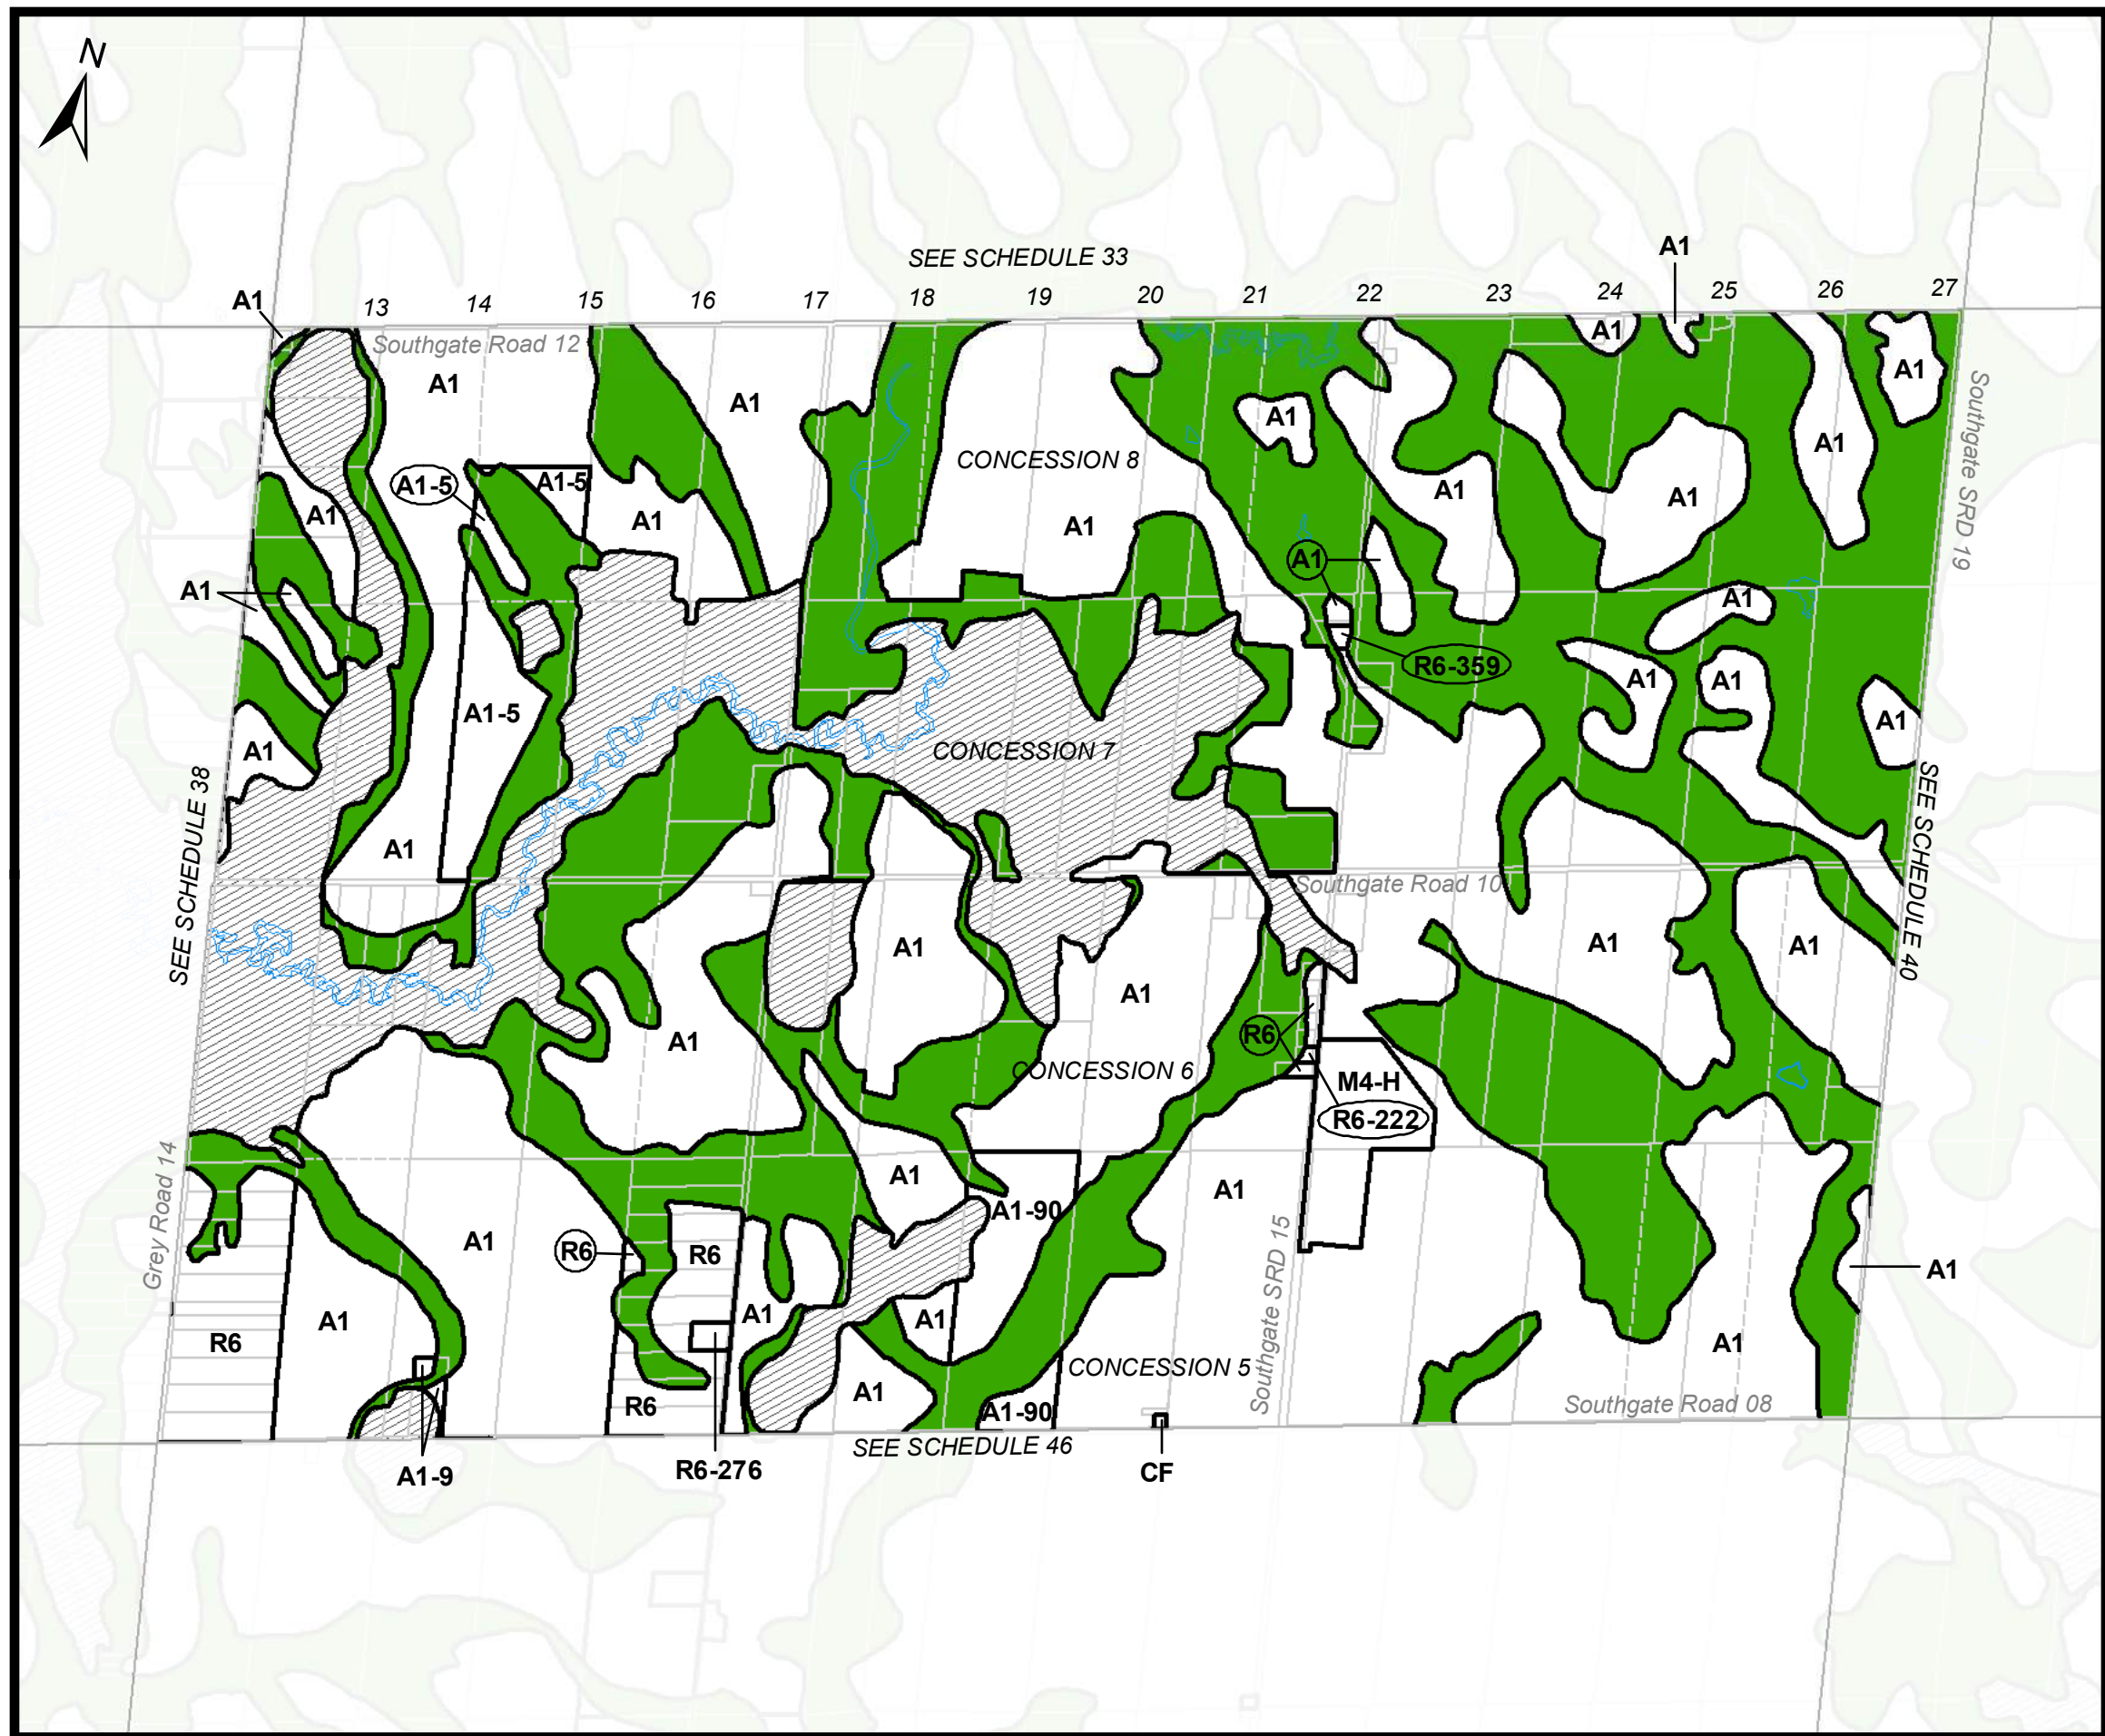 N
SEE SCHEDULE 33
A1
A1
13 14 15 16 17 18 19 20 21 22 23 24 25 26 27
Southgate Road 12
A1
A1
A1
A1
A1
Southgate SRD 19
A1
CONCESSION 8
A1-5
A1-5
A1
A1
A1
A1
A1
A1
A1
A1
A1
R6-359
A1
A1
A1-5
A1
A1
CONCESSION 7
SEE SCHEDULE 38
SEE SCHEDULE 40
A1
Southgate Road 10
A1
A1
A1
A1
A1
R6
CONCESSION 6
M4-H
R6-222
Grey Road 14
A1
A1
A1-90
A1
R6
R6
A1
Southgate SRD 15
A1
R6
A1
A1
A1
A1
CONCESSION 5
A1
R6
A1-90
Southgate Road 08
SEE SCHEDULE 46
A1-9
R6-276
CF